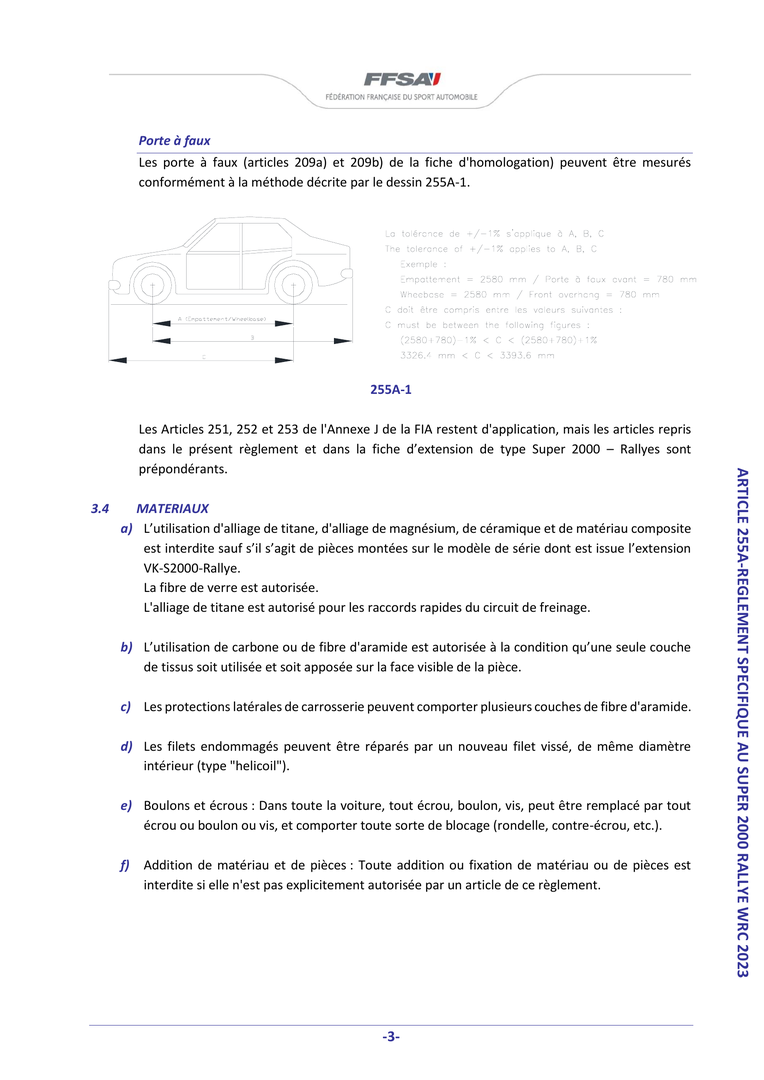 FFSA
FÉDÉRATION FRANÇAISE DU SPORT AUTOMOBILE
Porte à faux
Les porte à faux (articles 209a) et 209b) de la fiche d'homologation) peuvent être mesurés
conformément à la méthode décrite par le dessin 255A-1.
La tolérance de +/-1% s'applique à A, B, C
The tolerance of +/-1% applies to A, B, C
Exemple :
Empattement = 2580 mm / Porte à faux avant = 780 mm
Wheebase = 2580 mm / Front overhang = 780 mm
C doit être compris entre les valeurs suivantes :
C must be between the following figures :
(2580+780)-1% < C < (2580+780)+1%
3326.4 mm < C < 3393.6 mm
A (Empattement/Wheelbase)
B
C
255A-1
Les Articles 251, 252 et 253 de l'Annexe J de la FIA restent d'application, mais les articles repris
dans le présent règlement et dans la fiche d’extension de type Super 2000 – Rallyes sont
prépondérants.
3.4 MATERIAUX
a) L’utilisation d'alliage de titane, d'alliage de magnésium, de céramique et de matériau composite
est interdite sauf s’il s’agit de pièces montées sur le modèle de série dont est issue l’extension
VK-S2000-Rallye.
La fibre de verre est autorisée.
L'alliage de titane est autorisé pour les raccords rapides du circuit de freinage.
b) L’utilisation de carbone ou de fibre d'aramide est autorisée à la condition qu’une seule couche
de tissus soit utilisée et soit apposée sur la face visible de la pièce.
c) Les protections latérales de carrosserie peuvent comporter plusieurs couches de fibre d'aramide.
d) Les filets endommagés peuvent être réparés par un nouveau filet vissé, de même diamètre
intérieur (type "helicoil").
e) Boulons et écrous : Dans toute la voiture, tout écrou, boulon, vis, peut être remplacé par tout
écrou ou boulon ou vis, et comporter toute sorte de blocage (rondelle, contre-écrou, etc.).
f) Addition de matériau et de pièces : Toute addition ou fixation de matériau ou de pièces est
interdite si elle n'est pas explicitement autorisée par un article de ce règlement.
ARTICLE 255A-REGLEMENT SPECIFIQUE AU SUPER 2000 RALLYE WRC 2023
-3-